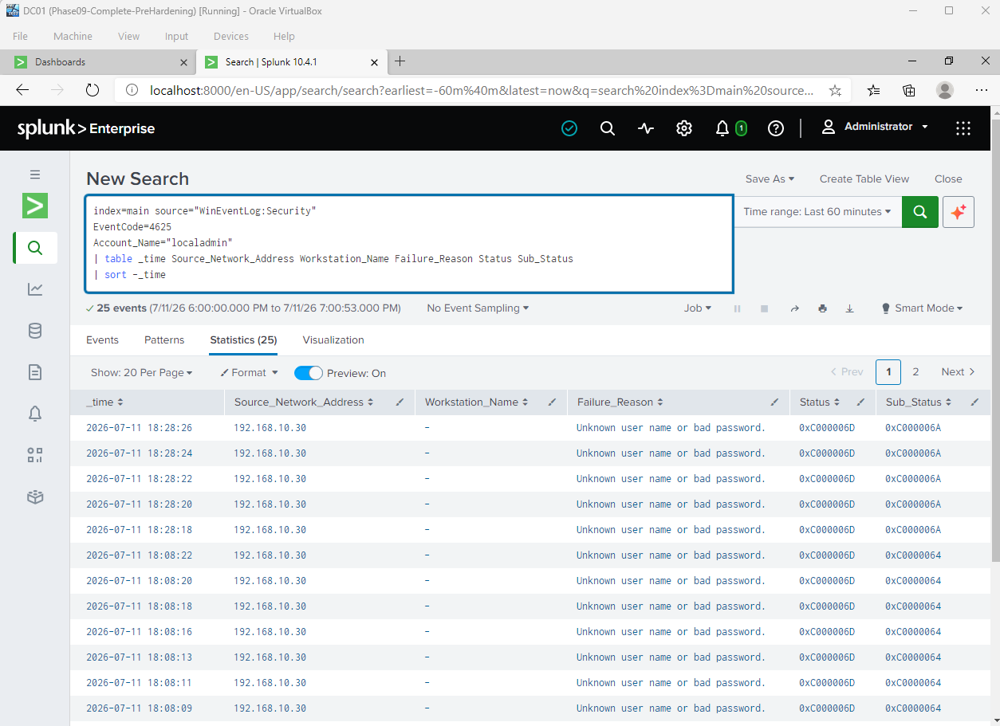 DC01 (Phase09-Complete-PreHardening) [Running] - Oracle VirtualBox
File Machine View Input Devices Help
Dashboards
Search | Splunk 10.4.1
localhost:8000/en-US/app/search/search?earliest=-60m%40m&latest=now&q=search%20index%3Dmain%20source...
splunk> Enterprise
1
Administrator
New Search
Save As Create Table View Close
index=main source="WinEventLog:Security"
EventCode=4625
Account_Name="localadmin"
| table _time Source_Network_Address Workstation_Name Failure_Reason Status Sub_Status
| sort -_time
Time range: Last 60 minutes
25 events (7/11/26 6:00:00.000 PM to 7/11/26 7:00:53.000 PM) No Event Sampling Job Smart Mode
Events Patterns Statistics (25) Visualization
Show: 20 Per Page Format Preview: On < Prev 1 2 Next >
_time Source_Network_Address Workstation_Name Failure_Reason Status Sub_Status
2026-07-11 18:28:26 192.168.10.30 - Unknown user name or bad password. 0xC000006D 0xC000006A
2026-07-11 18:28:24 192.168.10.30 - Unknown user name or bad password. 0xC000006D 0xC000006A
2026-07-11 18:28:22 192.168.10.30 - Unknown user name or bad password. 0xC000006D 0xC000006A
2026-07-11 18:28:20 192.168.10.30 - Unknown user name or bad password. 0xC000006D 0xC000006A
2026-07-11 18:28:18 192.168.10.30 - Unknown user name or bad password. 0xC000006D 0xC000006A
2026-07-11 18:08:22 192.168.10.30 - Unknown user name or bad password. 0xC000006D 0xC0000064
2026-07-11 18:08:20 192.168.10.30 - Unknown user name or bad password. 0xC000006D 0xC0000064
2026-07-11 18:08:18 192.168.10.30 - Unknown user name or bad password. 0xC000006D 0xC0000064
2026-07-11 18:08:16 192.168.10.30 - Unknown user name or bad password. 0xC000006D 0xC0000064
2026-07-11 18:08:13 192.168.10.30 - Unknown user name or bad password. 0xC000006D 0xC0000064
2026-07-11 18:08:11 192.168.10.30 - Unknown user name or bad password. 0xC000006D 0xC0000064
2026-07-11 18:08:09 192.168.10.30 - Unknown user name or bad password. 0xC000006D 0xC0000064